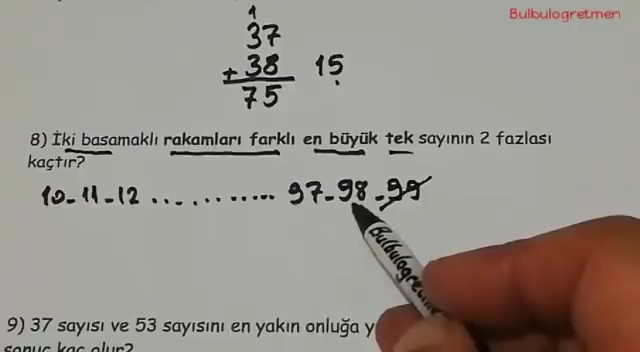 Bulbulogretmen
1
37
+38 15
75
8) İki basamaklı rakamları farklı en büyük tek sayının 2 fazlası
kaçtır?
10-11-12 ............ 97-98-99
Bulbulogretme
9) 37 sayısı ve 53 sayısını en yakın onluğa y
sonuç kaç olur?